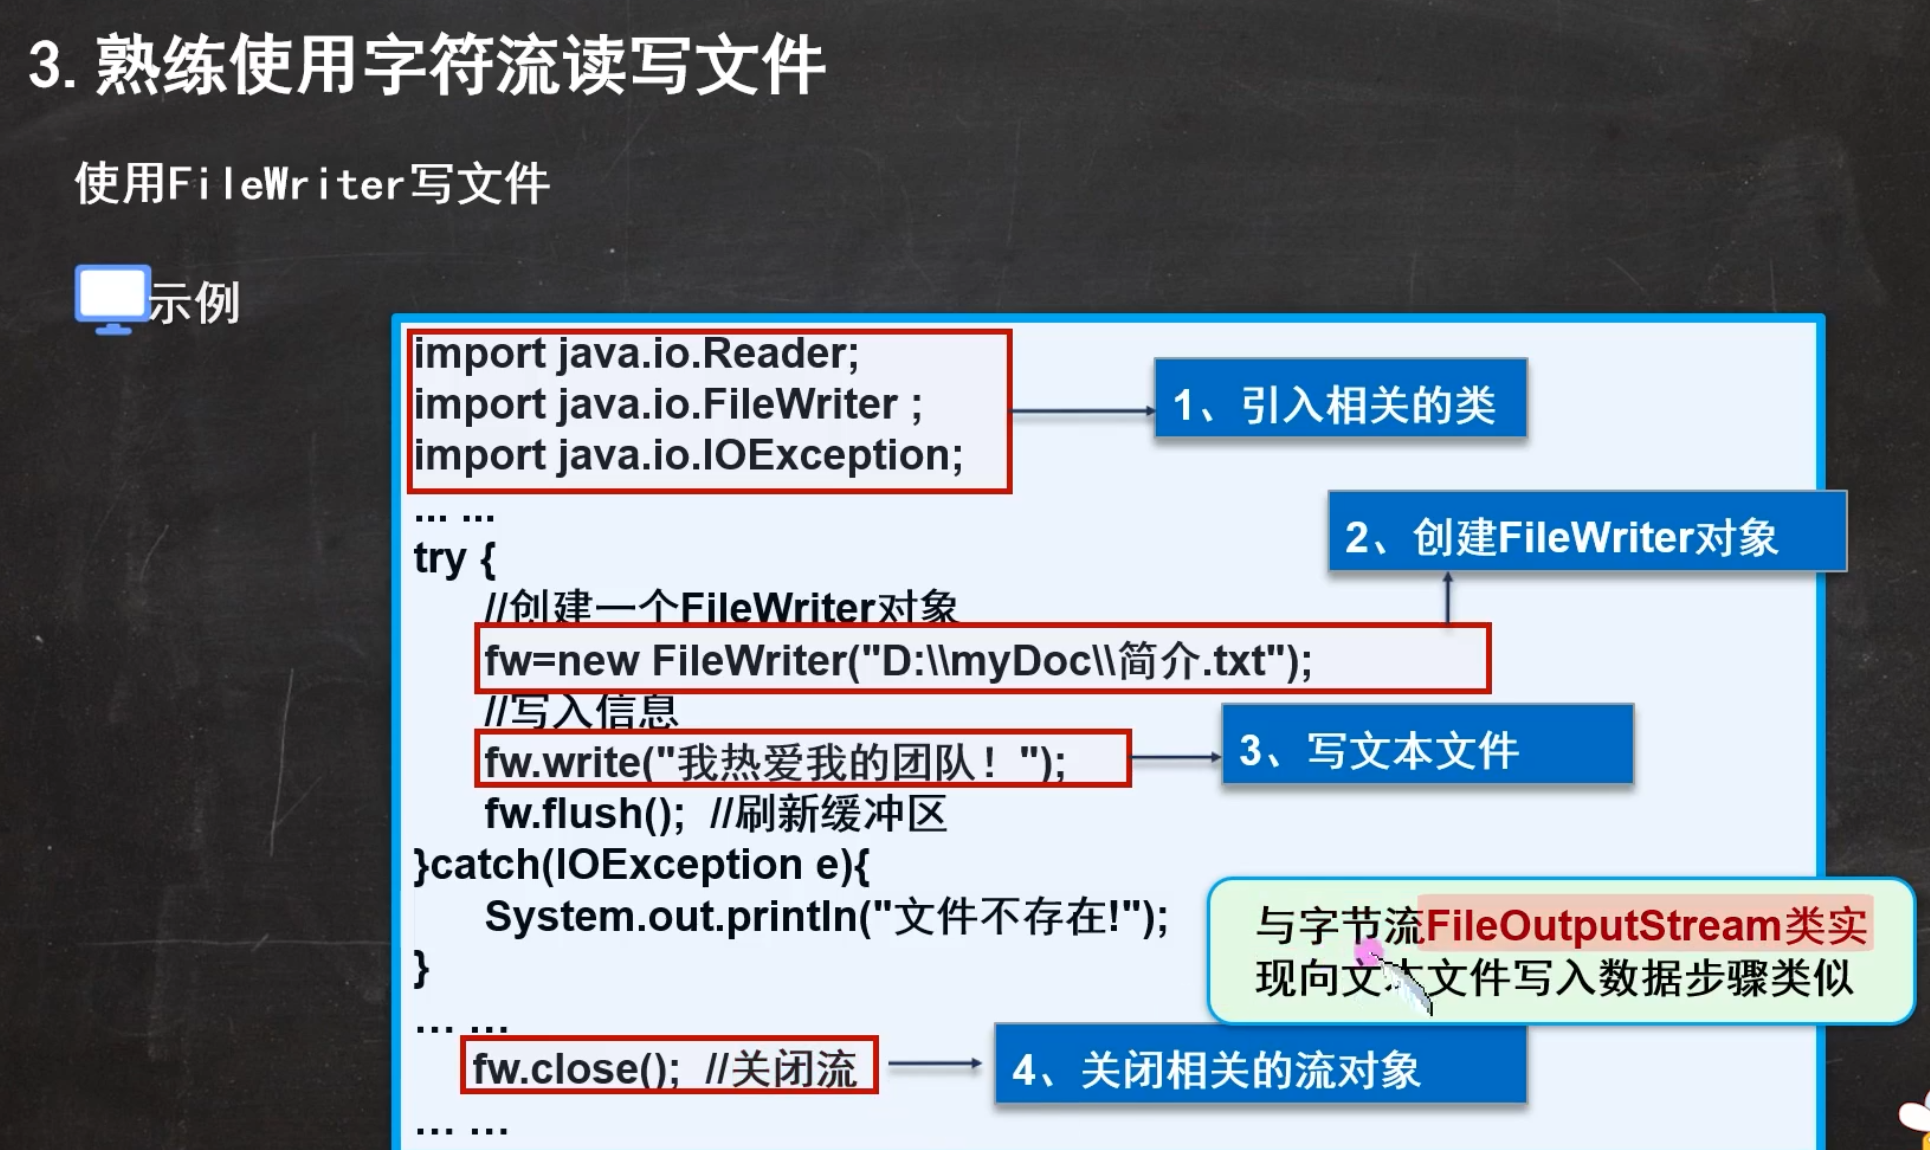 3. 熟练使用字符流读写文件
使用FileWriter写文件
示例
import java.io.Reader;
import java.io.FileWriter ;
import java.io.IOException;
1、引入相关的类
... ...
2、创建FileWriter对象
try {
//创建一个FileWriter对象
fw=new FileWriter("D:\\myDoc\\简介.txt");
//写入信息
fw.write("我热爱我的团队！");
3、写文本文件
fw.flush();  //刷新缓冲区
}catch(IOException e){
System.out.println("文件不存在!");
与字节流FileOutputStream类实
现向文本文件写入数据步骤类似
}
... ...
fw.close();  //关闭流
4、关闭相关的流对象
... ...